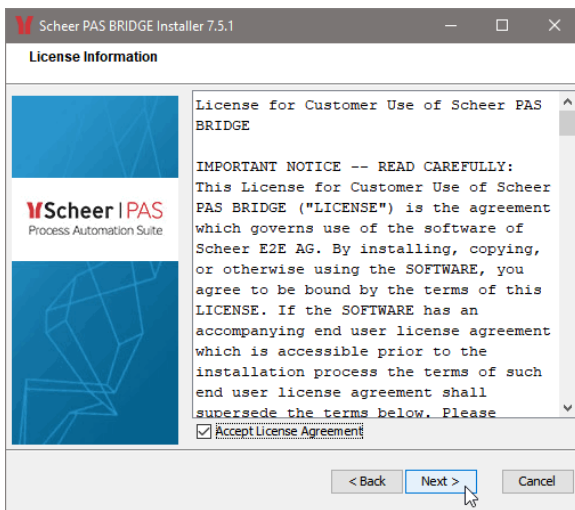 Scheer PAS BRIDGE Installer 7.5.1
License Information
Scheer PAS
Process Automation Suite
License for Customer Use of Scheer PAS
BRIDGE
IMPORTANT NOTICE -- READ CAREFULLY:
This License for Customer Use of Scheer
PAS BRIDGE ("LICENSE") is the agreement
which governs use of the software of
Scheer E2E AG. By installing, copying,
or otherwise using the SOFTWARE, you
agree to be bound by the terms of this
LICENSE. If the SOFTWARE has an
accompanying end user license agreement
which is accessible prior to the
installation process the terms of such
end user license agreement shall
supersede the terms below. Please
Accept License Agreement
< Back
Next >
Cancel